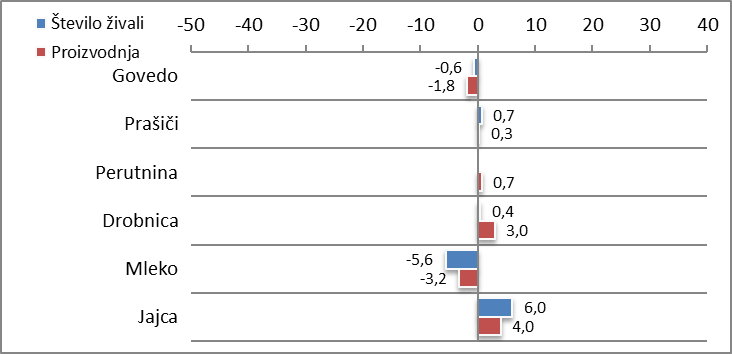 -50 -40 -30 -20 -10 0 10 20 30 40
Število živali
Proizvodnja
Govedo
-0,6
-1,8
Prašiči
0,7
0,3
Perutnina
0,7
Drobnica
0,4
3,0
Mleko
-5,6
-3,2
Jajca
6,0
4,0